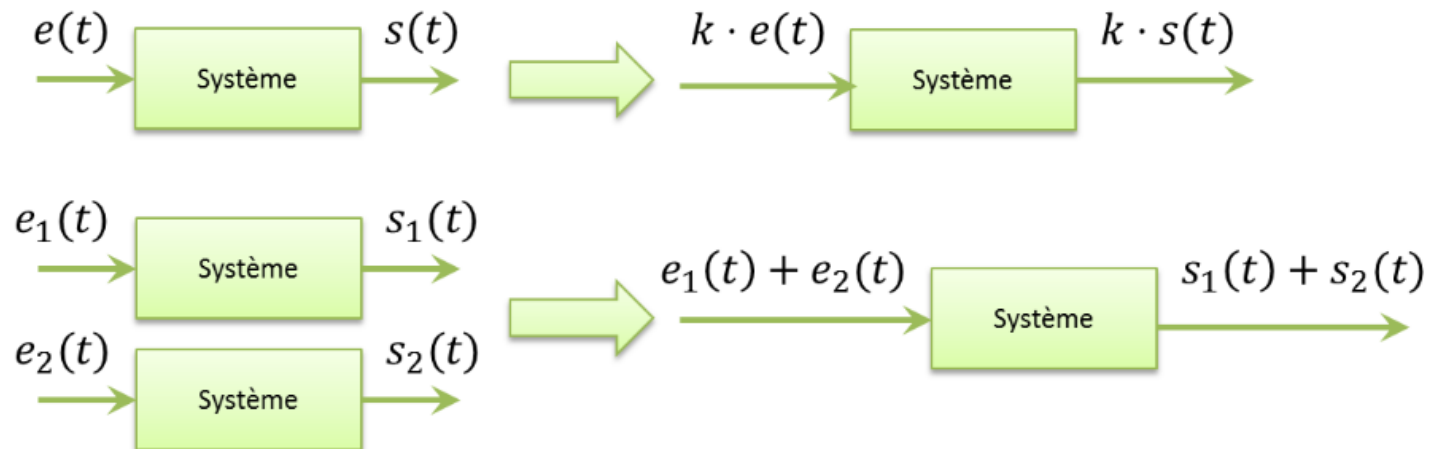 e(t) Système s(t) k · e(t) Système k · s(t)
e₁(t) Système s₁(t)
e₂(t) Système s₂(t)
e₁(t) + e₂(t) Système s₁(t) + s₂(t)